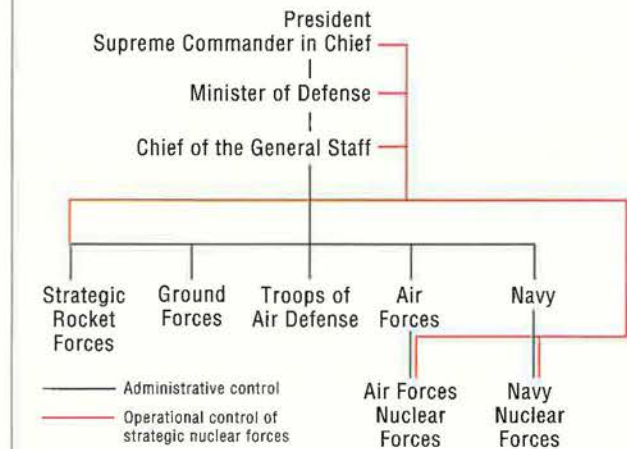 President
Supreme Commander in Chief
Minister of Defense
Chief of the General Staff
Strategic
Rocket
Forces
Ground
Forces
Troops of
Air Defense
Air
Forces
Navy
Air Forces
Nuclear
Forces
Navy
Nuclear
Forces
Administrative control
Operational control of
strategic nuclear forces